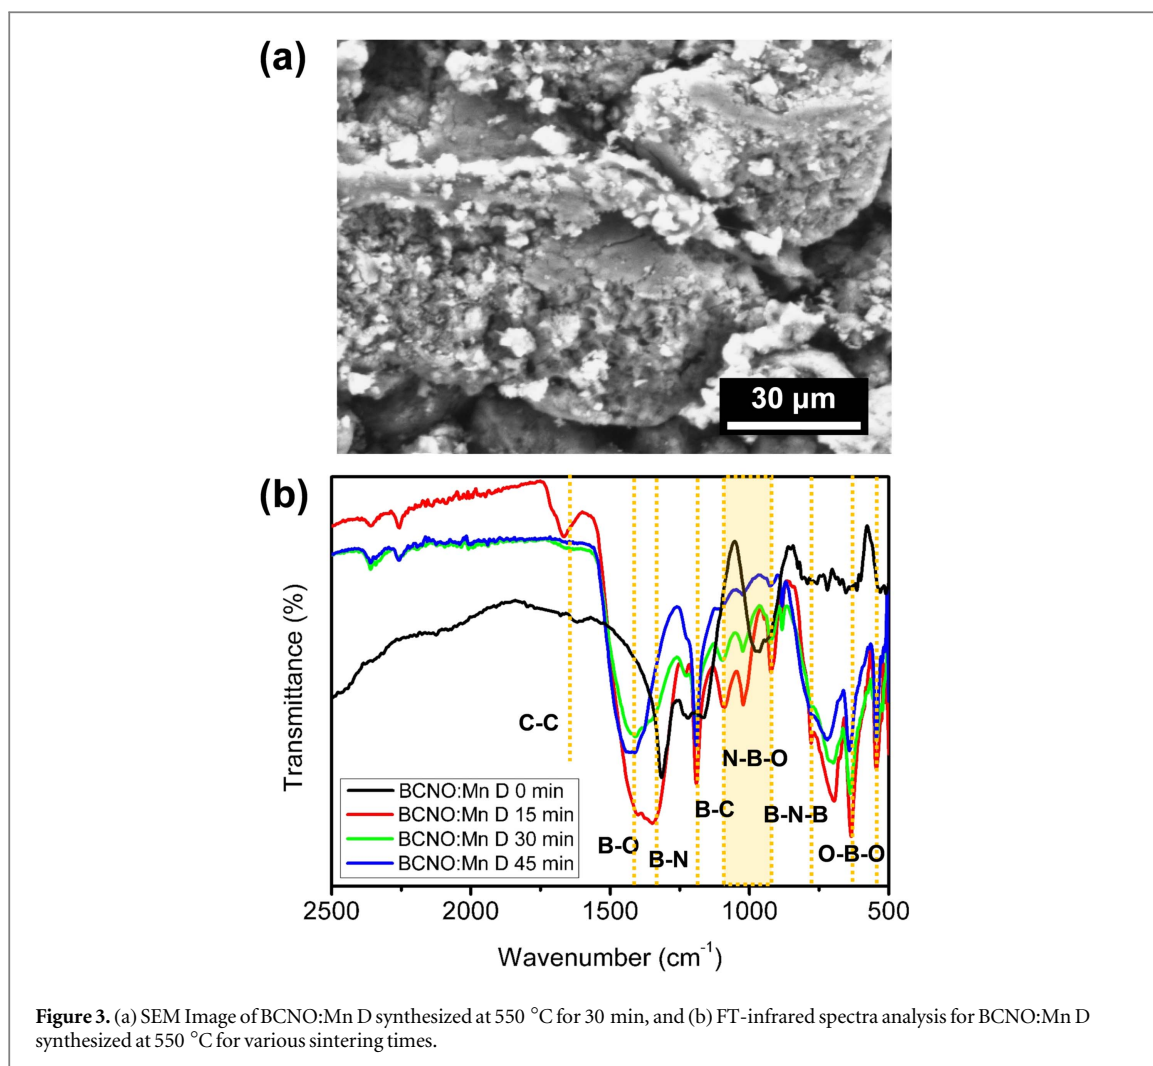 (a)
30 µm
(b)
Transmittance (%)
C-C
N-B-O
B-C
B-N-B
B-O
B-N
O-B-O
BCNO:Mn D 0 min
BCNO:Mn D 15 min
BCNO:Mn D 30 min
BCNO:Mn D 45 min
2500 2000 1500 1000 500
Wavenumber (cm⁻¹)
Figure 3. (a) SEM Image of BCNO:Mn D synthesized at 550 °C for 30 min, and (b) FT-infrared spectra analysis for BCNO:Mn D
synthesized at 550 °C for various sintering times.